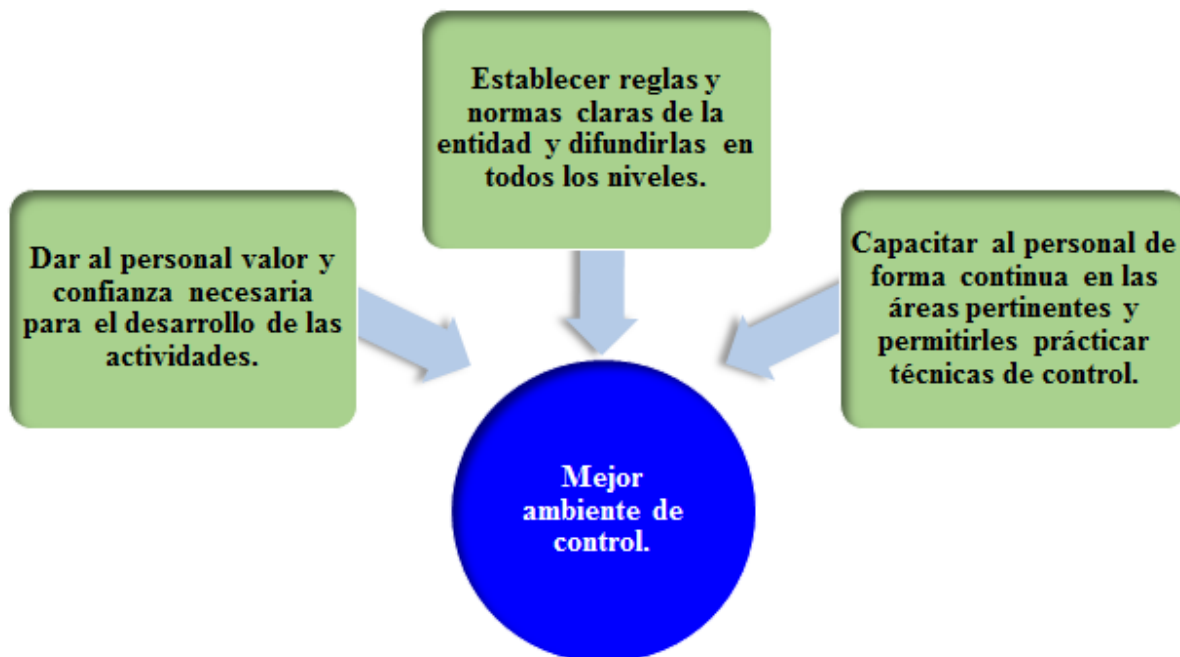 Establecer reglas y
normas claras de la
entidad y difundirlas en
todos los niveles.
Dar al personal valor y
confianza necesaria
para el desarrollo de las
actividades.
Capacitar al personal de
forma continua en las
áreas pertinentes y
permitirles prácticar
técnicas de control.
Mejor
ambiente de
control.